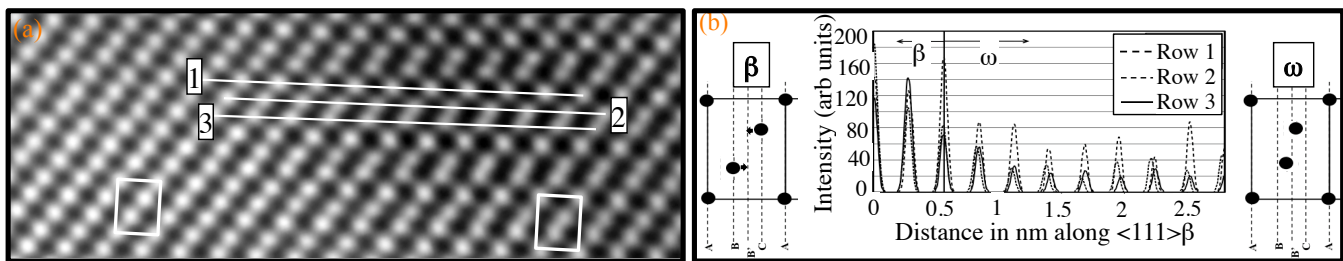 (a)
1
3
2
(b)
β
A
B
B'
C
A
Intensity (arb units)
200
160
120
80
40
0
β ω
Row 1
Row 2
Row 3
0 0.5 1 1.5 2 2.5
Distance in nm along <111>β
ω
A
B
B'
C
A